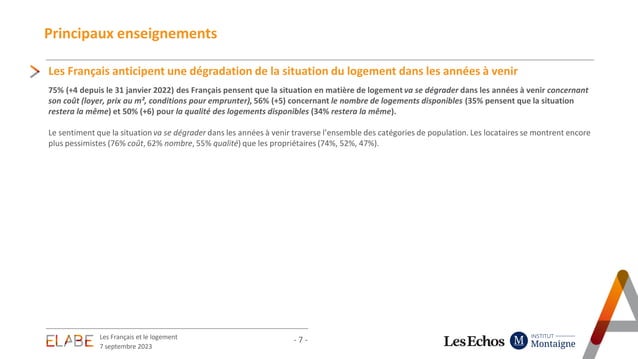 Principaux enseignements
Les Français anticipent une dégradation de la situation du logement dans les années à venir
75% (+4 depuis le 31 janvier 2022) des Français pensent que la situation en matière de logement va se dégrader dans les années à venir concernant
son coût (loyer, prix au m², conditions pour emprunter), 56% (+5) concernant le nombre de logements disponibles (35% pensent que la situation
restera la même) et 50% (+6) pour la qualité des logements disponibles (34% restera la même).
Le sentiment que la situation va se dégrader dans les années à venir traverse l'ensemble des catégories de population. Les locataires se montrent encore
plus pessimistes (76% coût, 62% nombre, 55% qualité) que les propriétaires (74%, 52%, 47%).
ELABE
Les Français et le logement
7 septembre 2023
- 7 -
Les Echos
M
INSTITUT
Montaigne